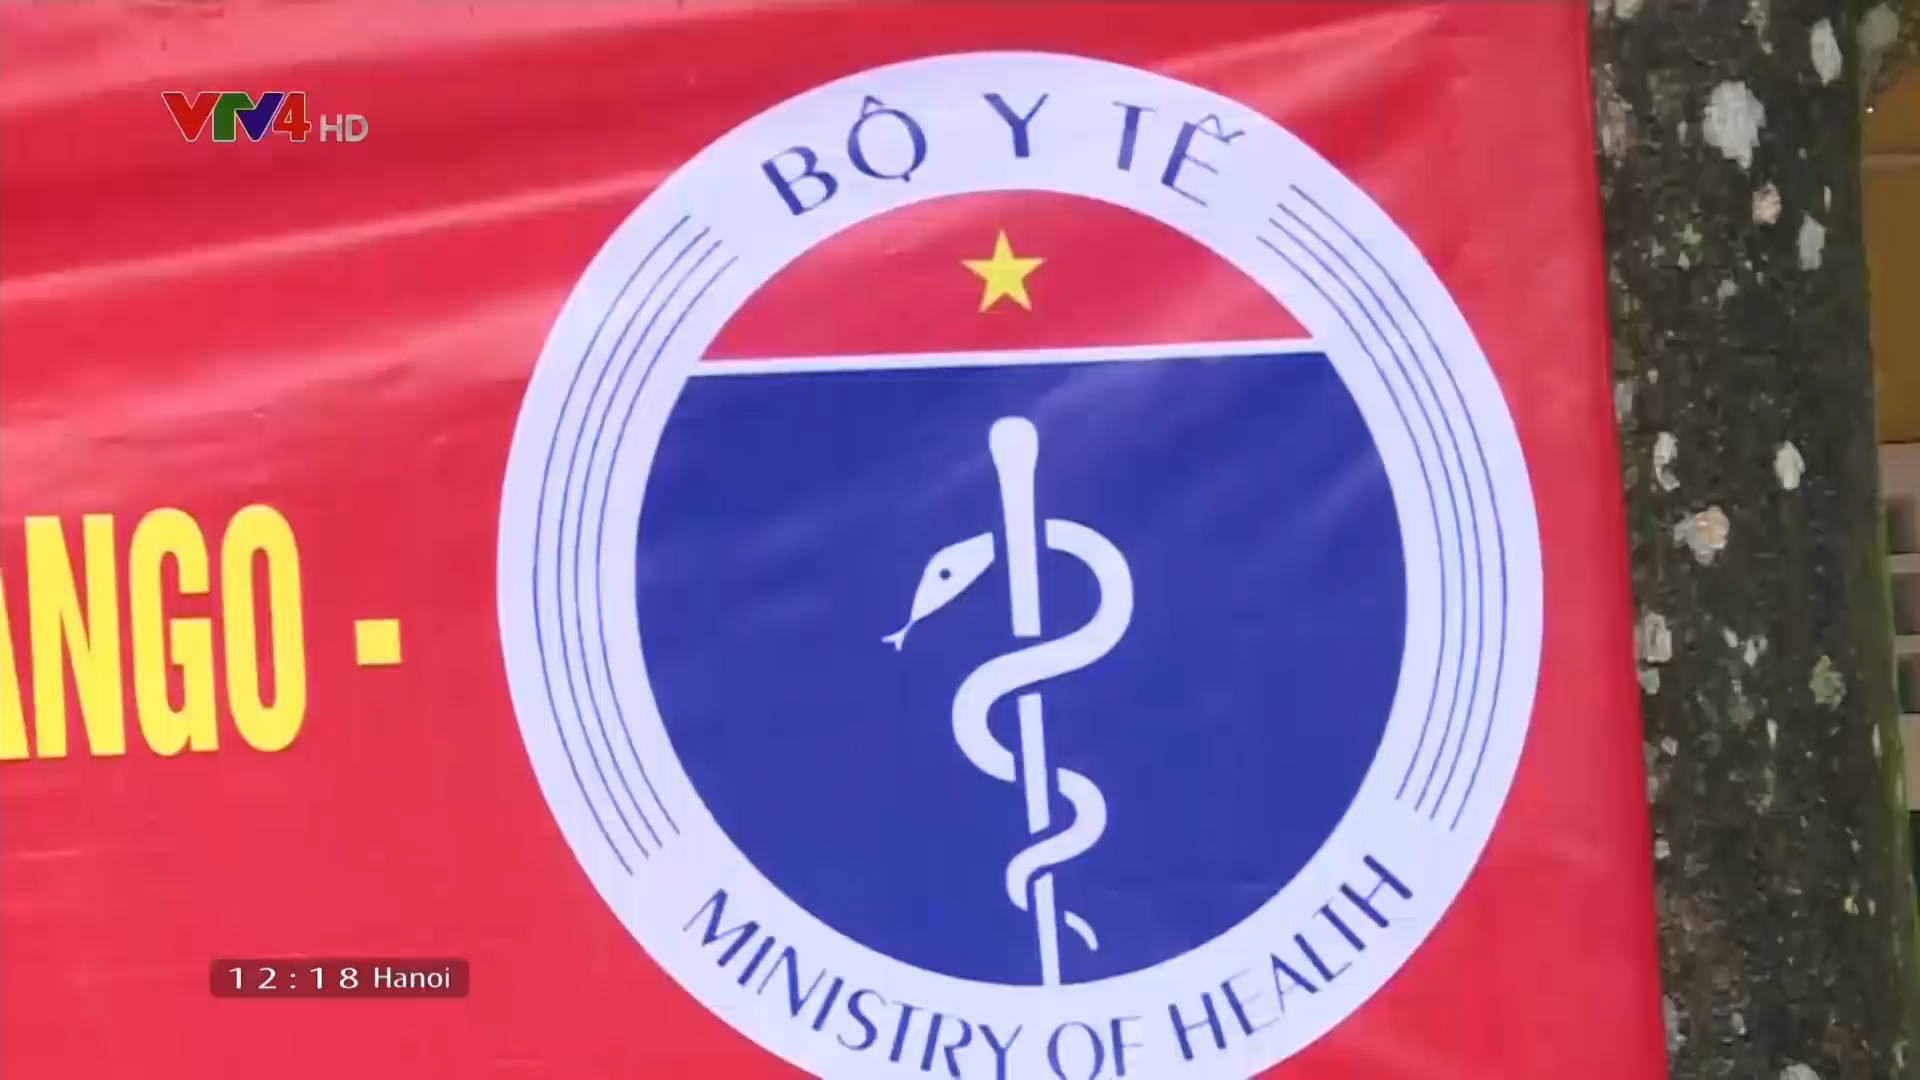 VTV4 HD
BỘ Y TẾ
ANGO -
MINISTRY OF HEALTH
12:18 Hanoi